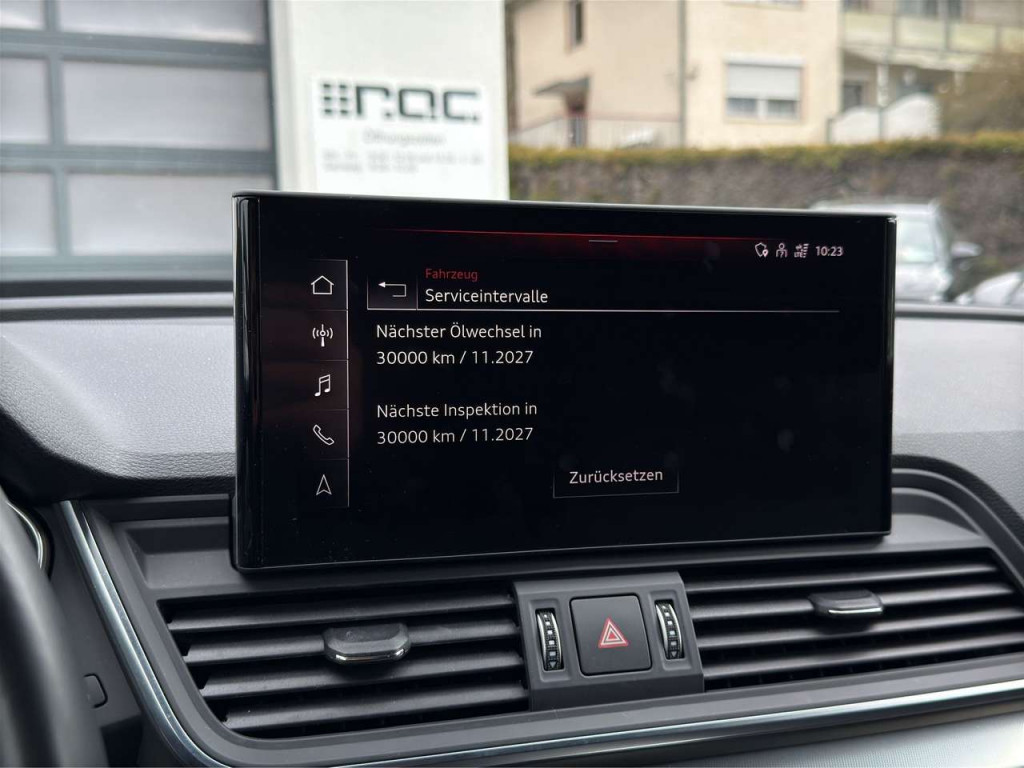 r.a.c.
Öffnungszeiten
10:23
Fahrzeug
Serviceintervalle
Nächster Ölwechsel in
30000 km / 11.2027
Nächste Inspektion in
30000 km / 11.2027
Zurücksetzen